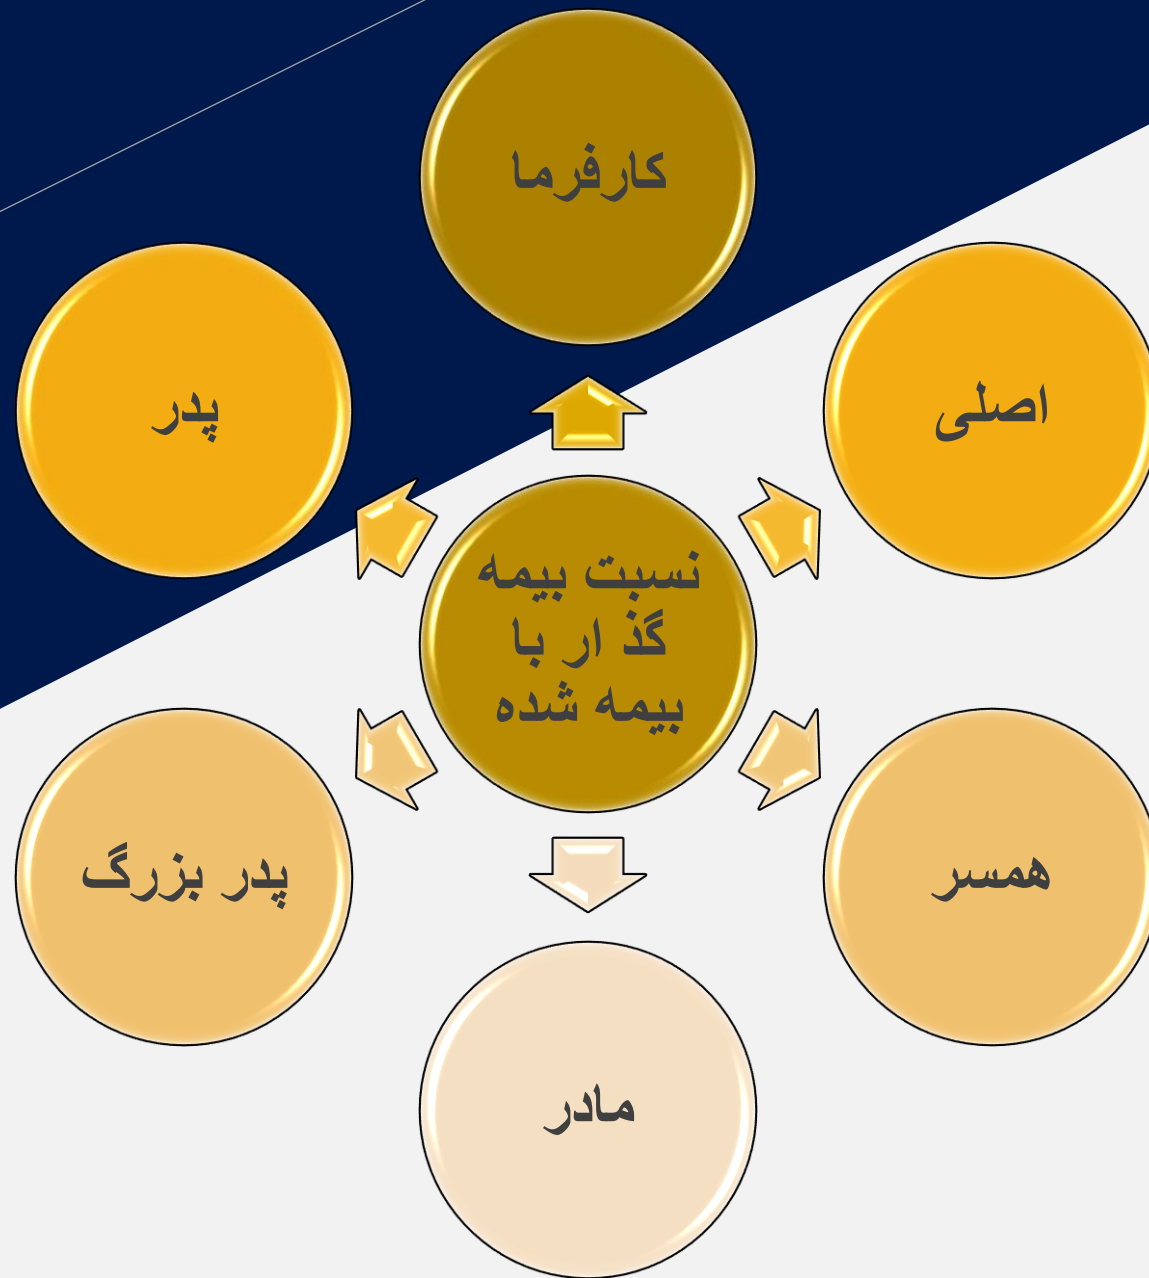 کارفرما
اصلی
پدر
نسبت بیمه
گذ ار با
بیمه شده
همسر
پدر بزرگ
مادر